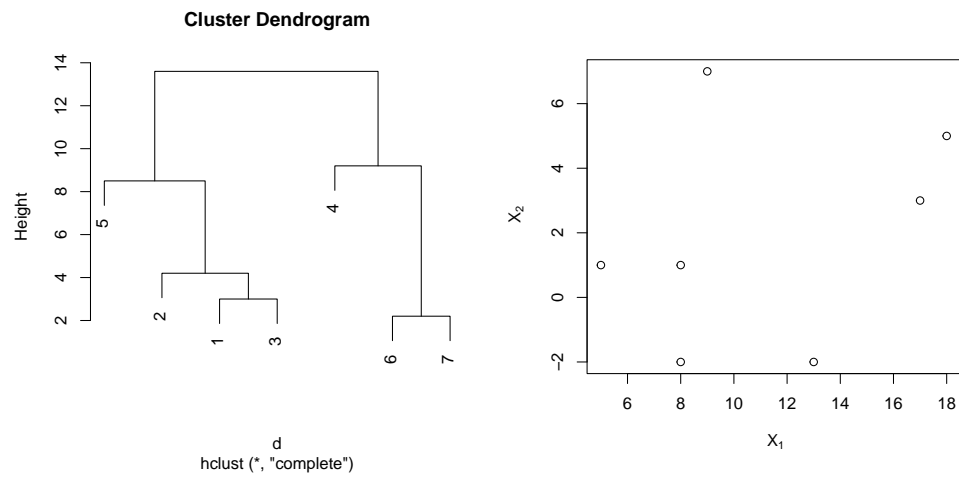 Cluster Dendrogram
Height
2 4 6 8 10 12 14
5
2
1
3
4
6
7
d
hclust (*, "complete")
X₂
−2 0 2 4 6
6 8 10 12 14 16 18
X₁